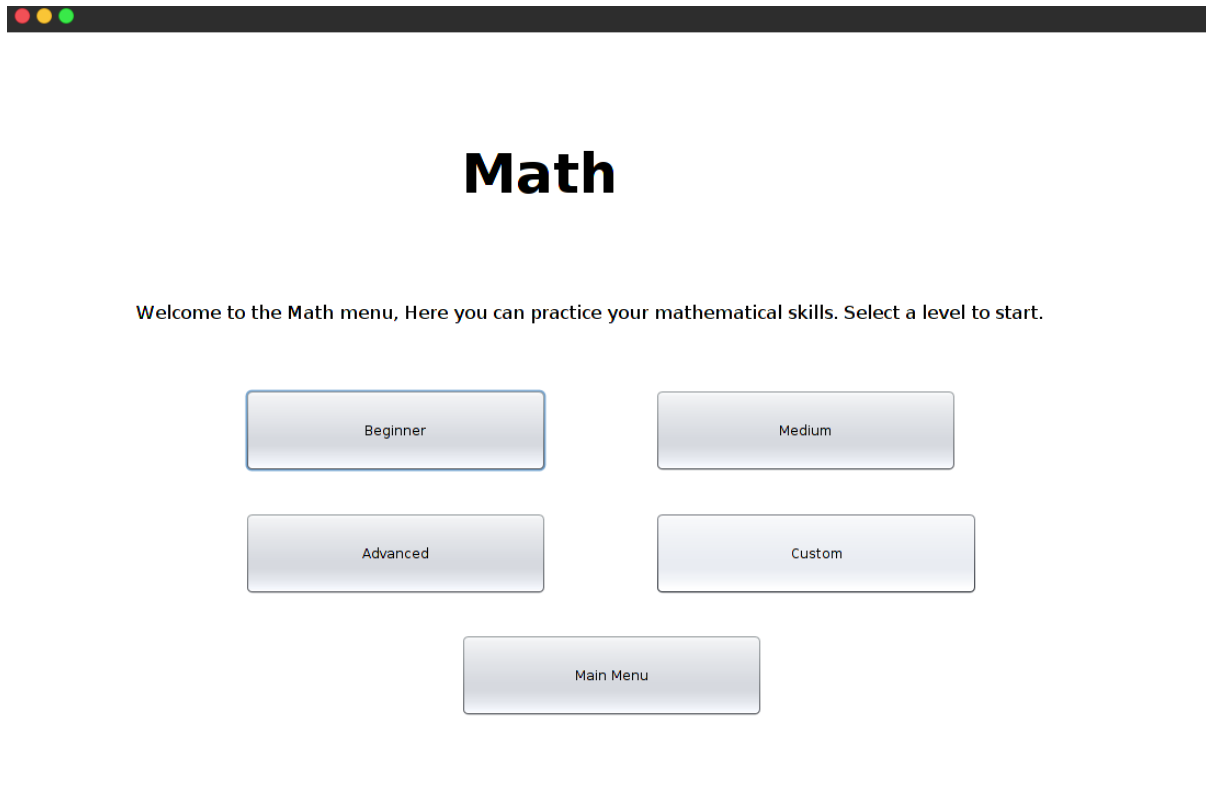 Math
Welcome to the Math menu, Here you can practice your mathematical skills. Select a level to start.
Beginner
Medium
Advanced
Custom
Main Menu